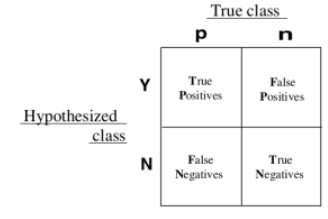 True class
p n
Y
True False
Positives Positives
Hypothesized
class
N
False True
Negatives Negatives